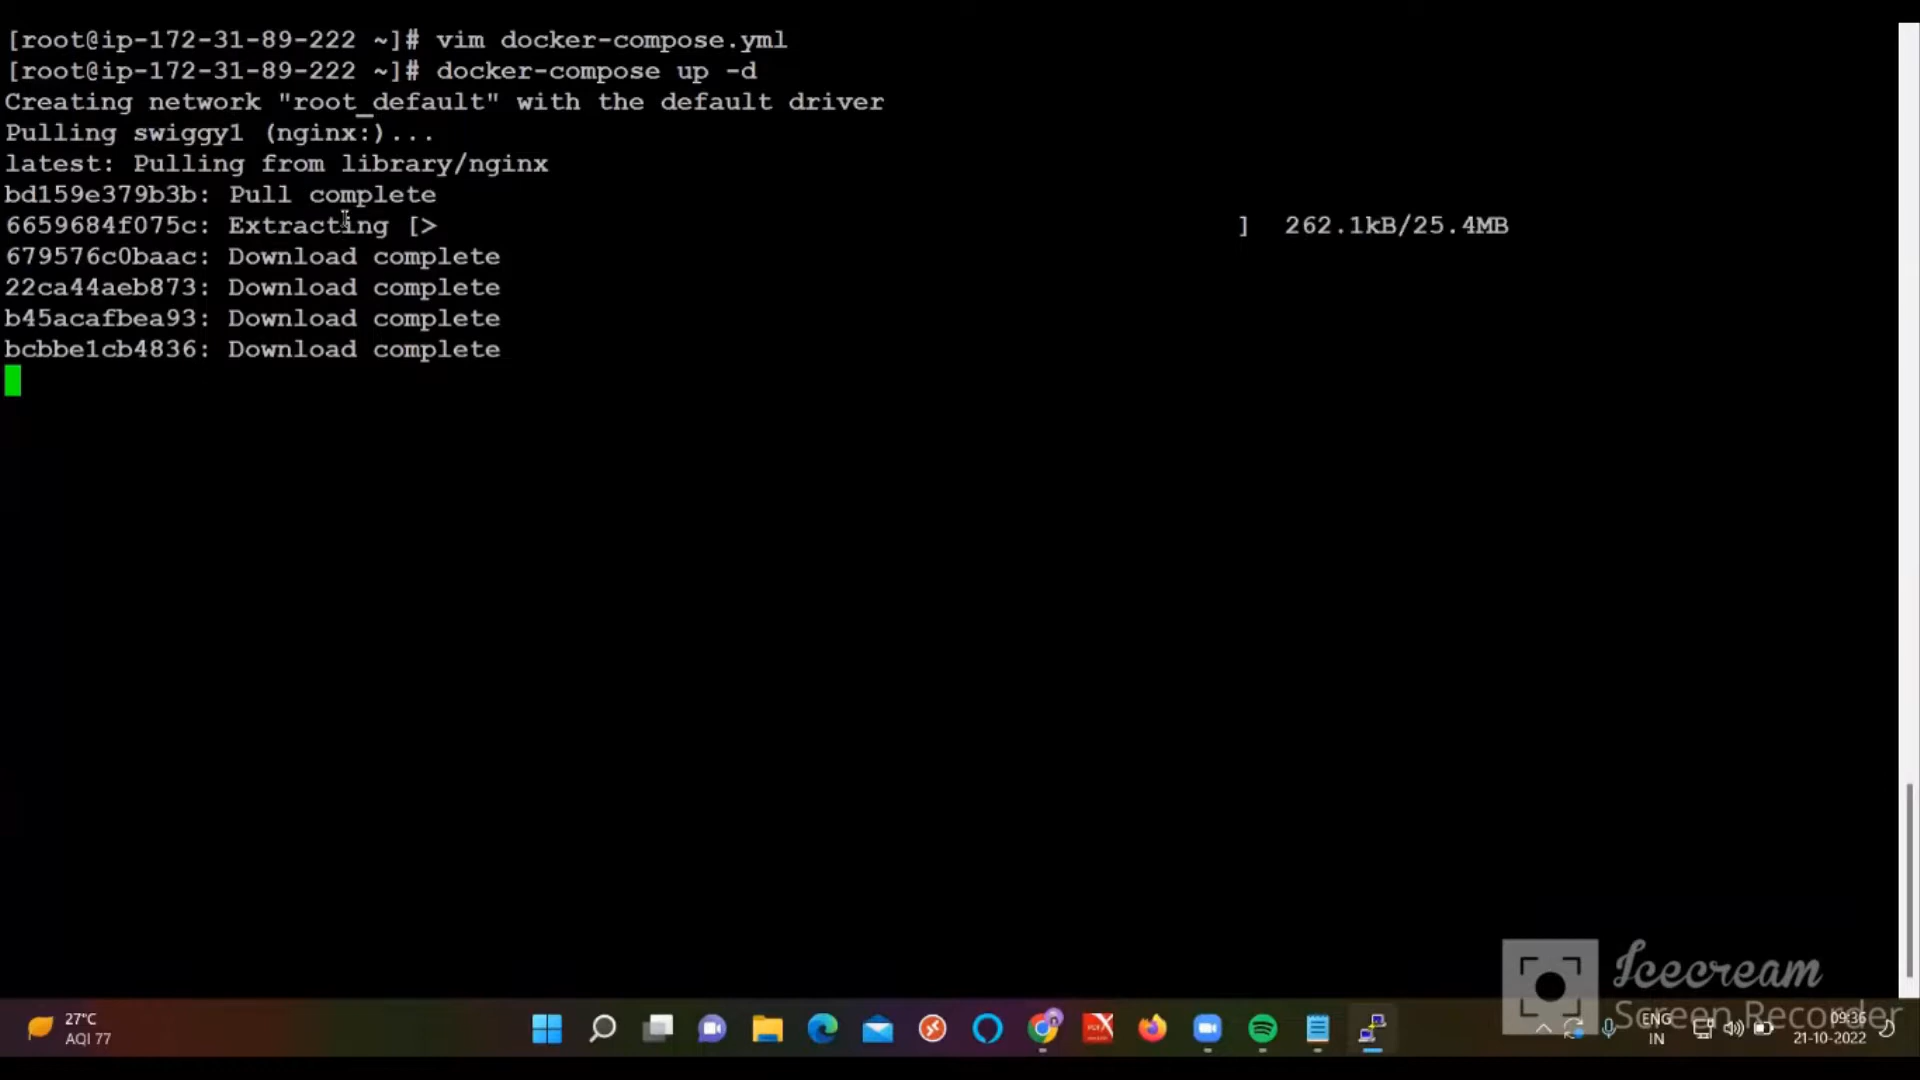 [root@ip-172-31-89-222 ~]# vim docker-compose.yml
[root@ip-172-31-89-222 ~]# docker-compose up -d
Creating network "root_default" with the default driver
Pulling swiggy1 (nginx:)...
latest: Pulling from library/nginx
bd159e379b3b: Pull complete
6659684f075c: Extracting [> ] 262.1kB/25.4MB
679576c0baac: Download complete
22ca44aeb873: Download complete
b45acafbea93: Download complete
bcbbe1cb4836: Download complete
Icecream
Screen Recorder
27°C
AQI 77
ENG
IN
09:36
21-10-2022